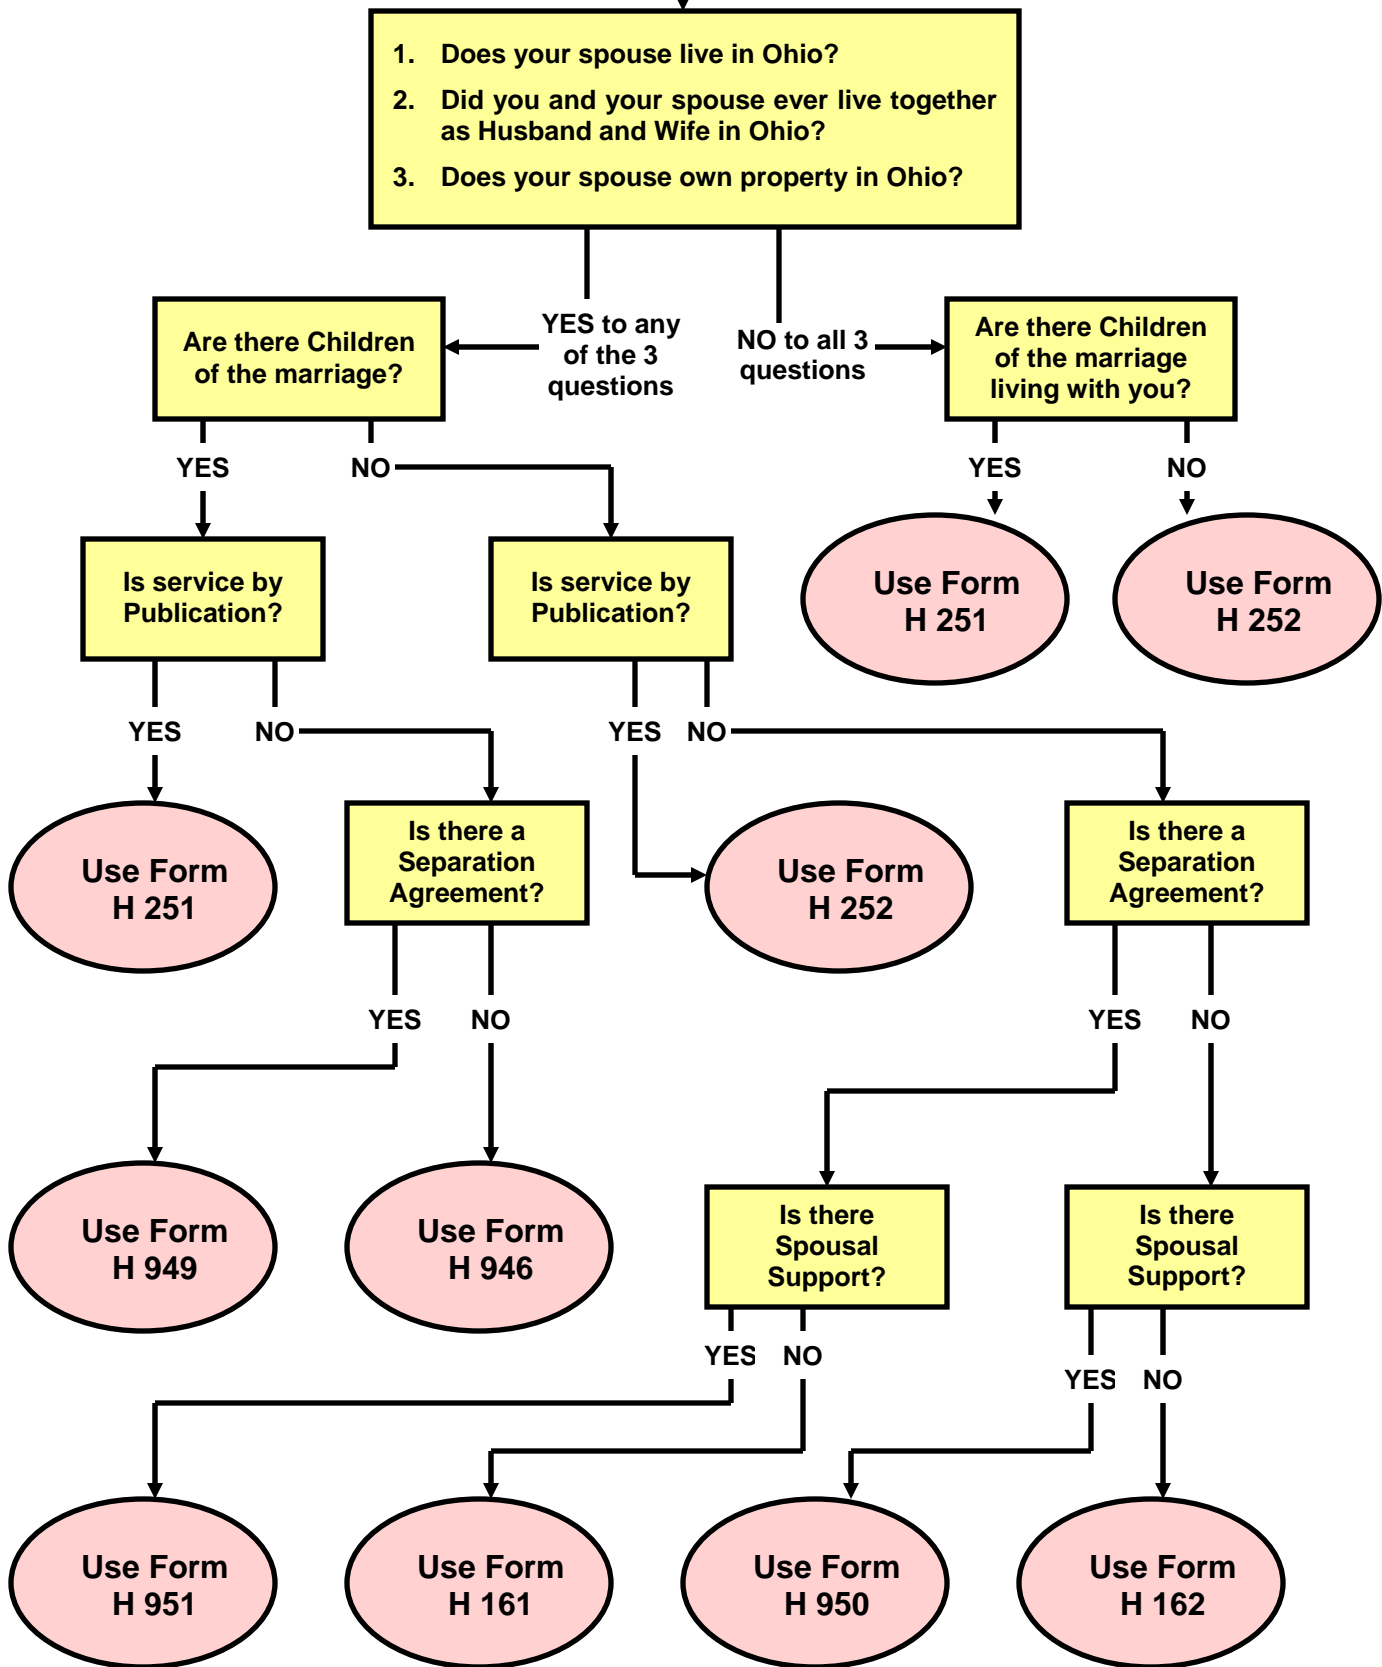 1. Does your spouse live in Ohio?
2. Did you and your spouse ever live together
as Husband and Wife in Ohio?
3. Does your spouse own property in Ohio?
YES to any
of the 3
questions
NO to all 3
questions
Are there Children
of the marriage?
Are there Children
of the marriage
living with you?
YES
NO
YES
NO
Is service by
Publication?
Is service by
Publication?
Use Form
H 251
Use Form
H 252
YES
NO
YES
NO
Use Form
H 251
Is there a
Separation
Agreement?
Use Form
H 252
Is there a
Separation
Agreement?
YES
NO
YES
NO
Use Form
H 949
Use Form
H 946
Is there
Spousal
Support?
Is there
Spousal
Support?
YES
NO
YES
NO
Use Form
H 951
Use Form
H 161
Use Form
H 950
Use Form
H 162